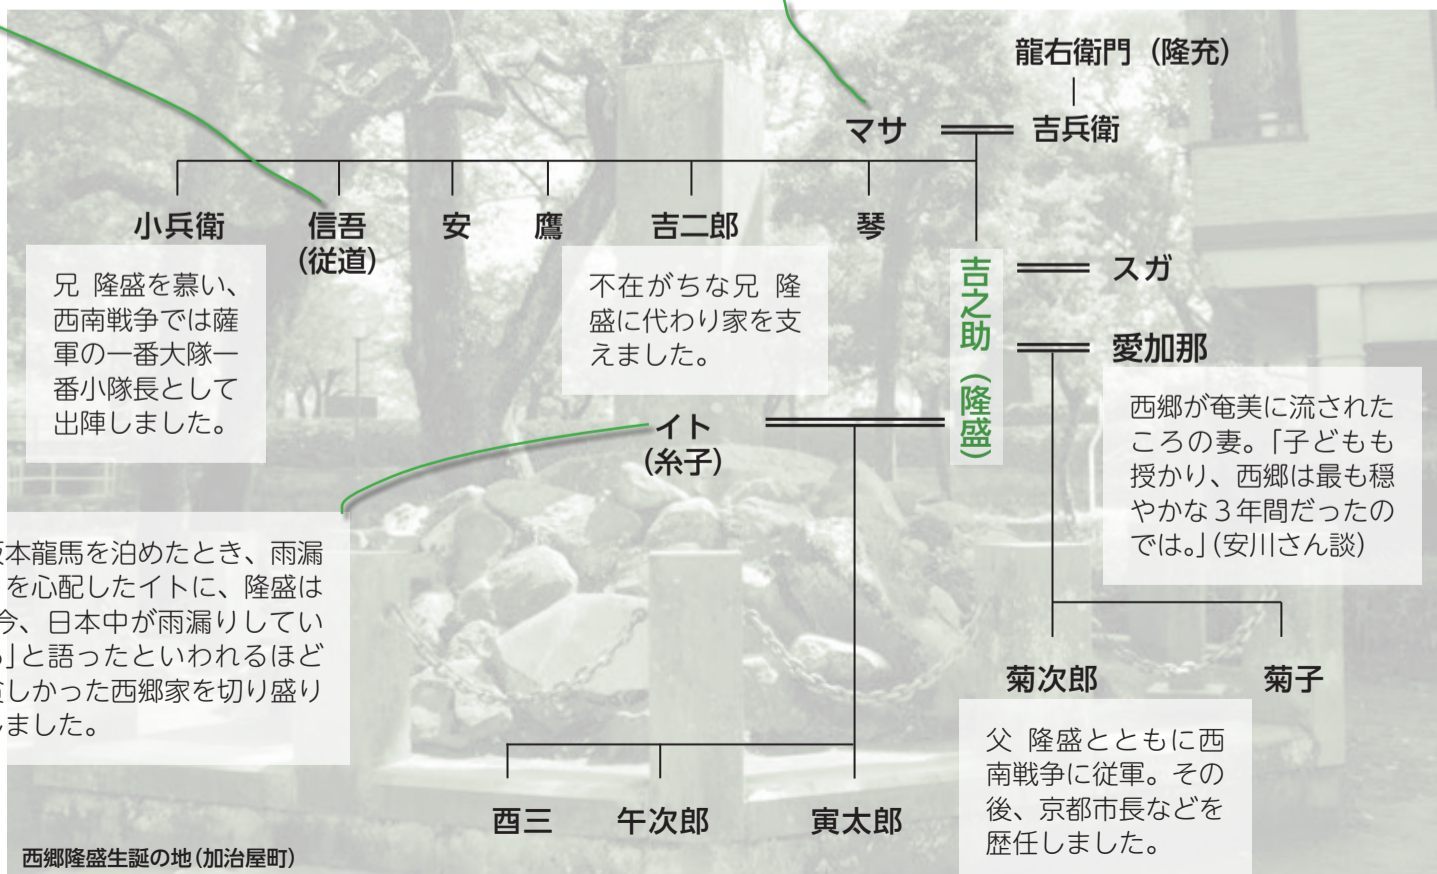 龍右衛門（隆充）
マサ
吉兵衛
小兵衛
信吾
（従道）
安
鷹
吉二郎
琴
兄 隆盛を慕い、
西南戦争では薩
軍の一番大隊一
番小隊長として
出陣しました。
不在がちな兄 隆
盛に代わり家を支
えました。
吉之助（隆盛）
スガ
愛加那
西郷が奄美に流された
ころの妻。「子どもも
授かり、西郷は最も穏
やかな３年間だったの
では。」（安川さん談）
イト
（糸子）
本龍馬を泊めたとき、雨漏
を心配したイトに、隆盛は
今、日本中が雨漏りしてい
」と語ったといわれるほど
しかった西郷家を切り盛り
ました。
菊次郎
菊子
父 隆盛とともに西
南戦争に従軍。その
後、京都市長などを
歴任しました。
酉三
午次郎
寅太郎
西郷隆盛生誕の地（加治屋町）